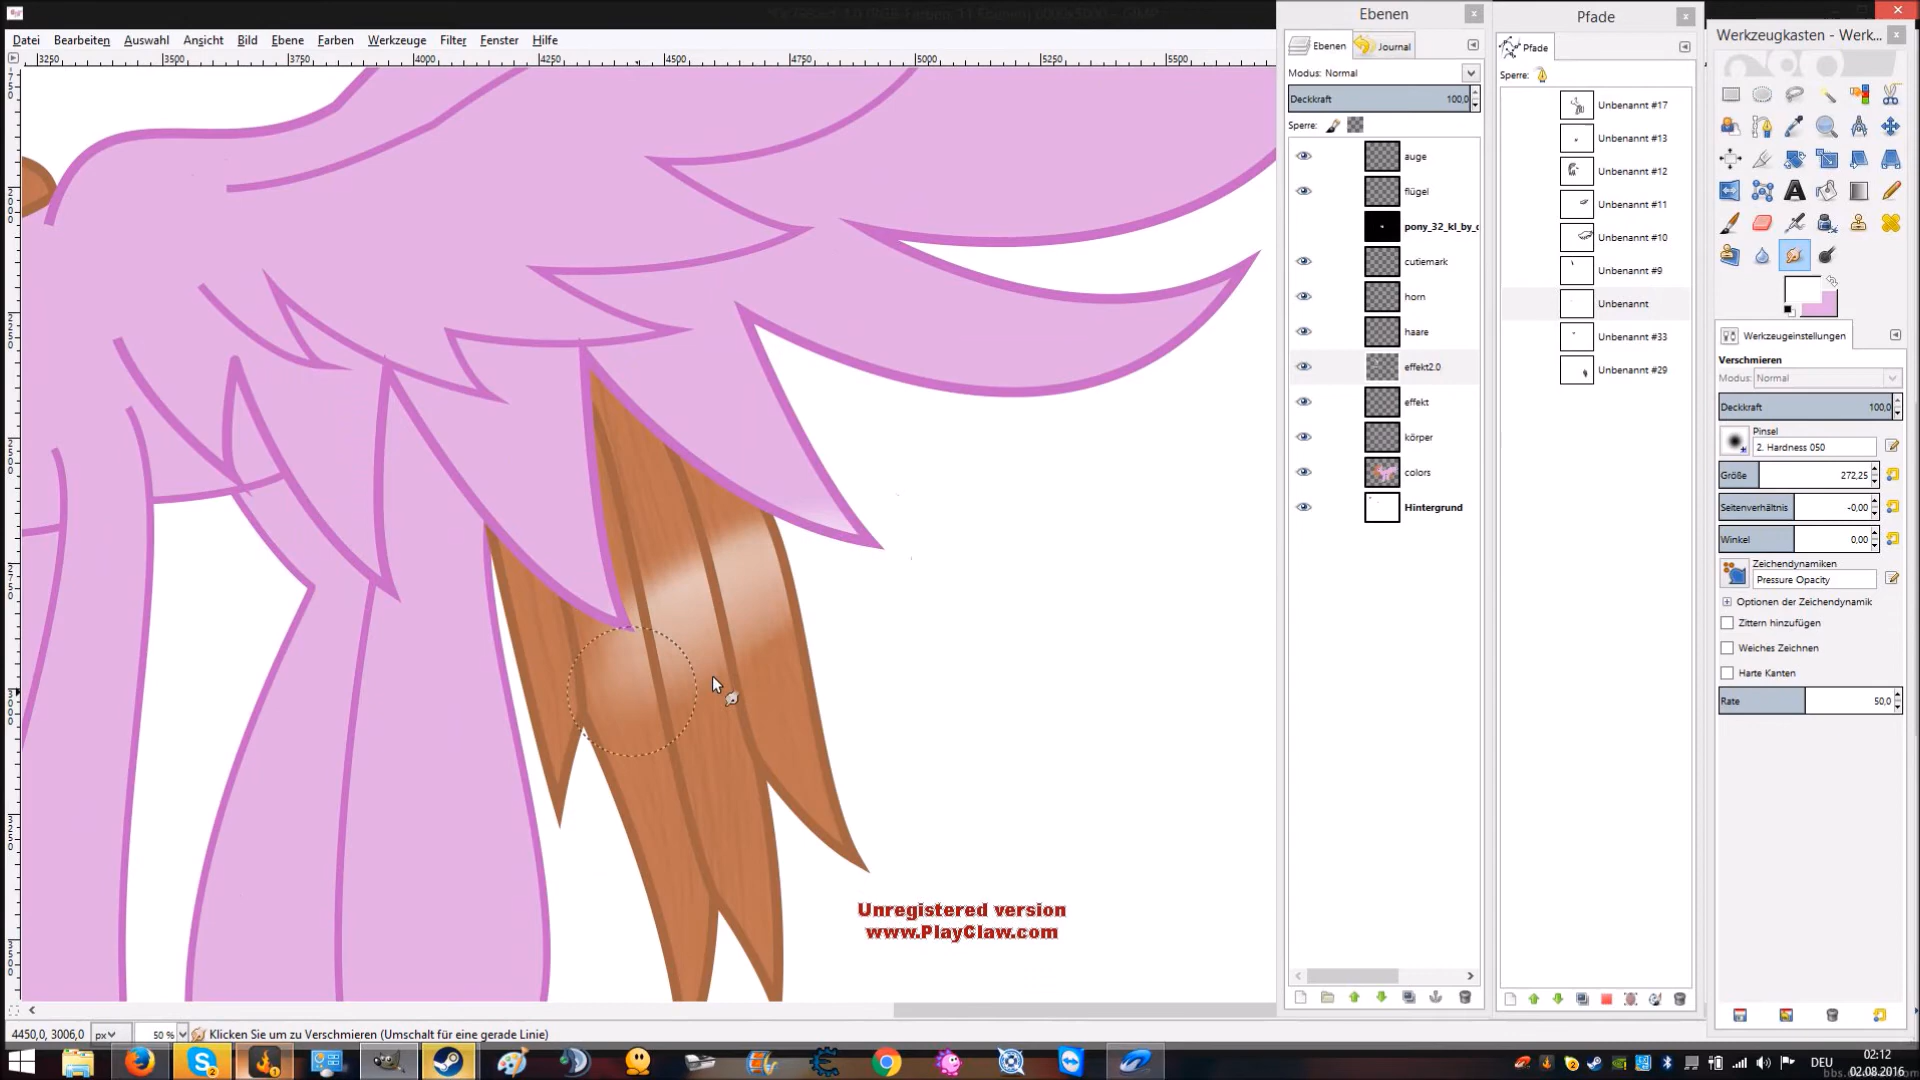 Datei Bearbeiten Auswahl Ansicht Bild Ebene Farben Werkzeuge Filter Fenster Hilfe
3250 3500 3750 4000 4250 4500 4750 5000 5250 5500
Ebenen
Ebenen Journal
Modus: Normal
Deckkraft 100,0
Sperre:
auge
flügel
pony_32_kl_by_c
cutiemark
horn
haare
effekt2.0
effekt
körper
colors
Hintergrund
Pfade
Pfade
Sperre:
Unbenannt #17
Unbenannt #13
Unbenannt #12
Unbenannt #11
Unbenannt #10
Unbenannt #9
Unbenannt
Unbenannt #33
Unbenannt #29
Werkzeugkasten - Werk...
Werkzeugeinstellungen
Verschmieren
Modus: Normal
Deckkraft 100,0
Pinsel
2. Hardness 050
Größe 272,25
Seitenverhältnis -0,00
Winkel 0,00
Zeichendynamiken
Pressure Opacity
Optionen der Zeichendynamik
Zittern hinzufügen
Weiches Zeichnen
Harte Kanten
Rate 50,0
Unregistered version
www.PlayClaw.com
4450,0, 3006,0 px 50 % Klicken Sie um zu Verschmieren (Umschalt für eine gerade Linie)
DEU
02:12
02.08.2016